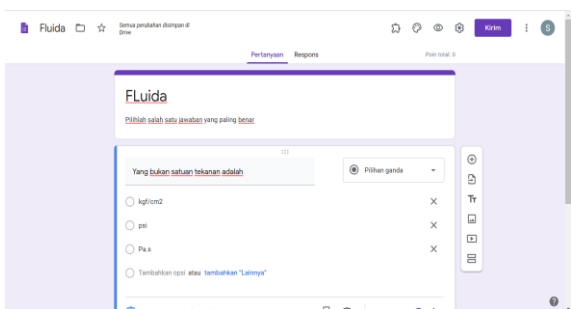 Fluida
Semua perubahan disimpan di
Drive
Kirim
S
Pertanyaan Respons
Poin total: 0
FLuida
Pilihlah salah satu jawaban yang paling benar
Yang bukan satuan tekanan adalah
Pilihan ganda
kgf/cm2
psi
Pa.s
Tambahkan opsi atau tambahkan "Lainnya"
Tт